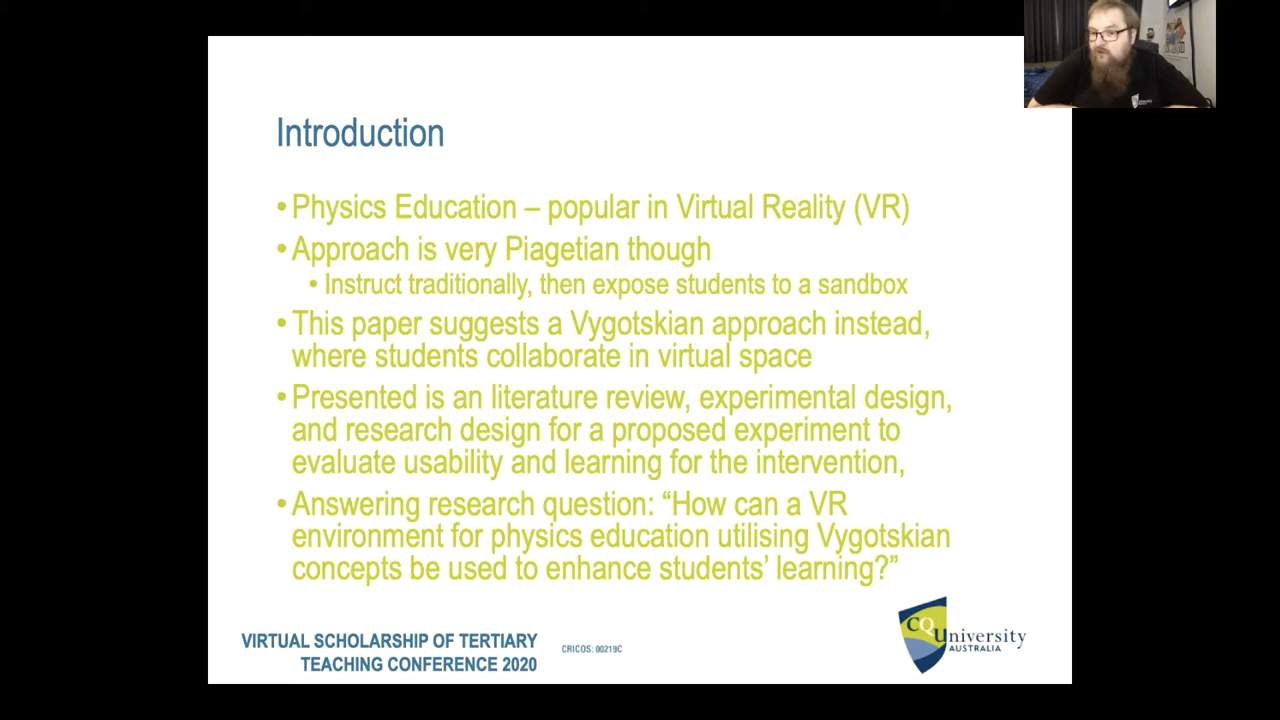 Introduction
• Physics Education – popular in Virtual Reality (VR)
• Approach is very Piagetian though
• Instruct traditionally, then expose students to a sandbox
• This paper suggests a Vygotskian approach instead,
where students collaborate in virtual space
• Presented is an literature review, experimental design,
and research design for a proposed experiment to
evaluate usability and learning for the intervention,
• Answering research question: “How can a VR
environment for physics education utilising Vygotskian
concepts be used to enhance students’ learning?”
VIRTUAL SCHOLARSHIP OF TERTIARY
TEACHING CONFERENCE 2020
CRICOS: 00219C
CQUniversity
AUSTRALIA